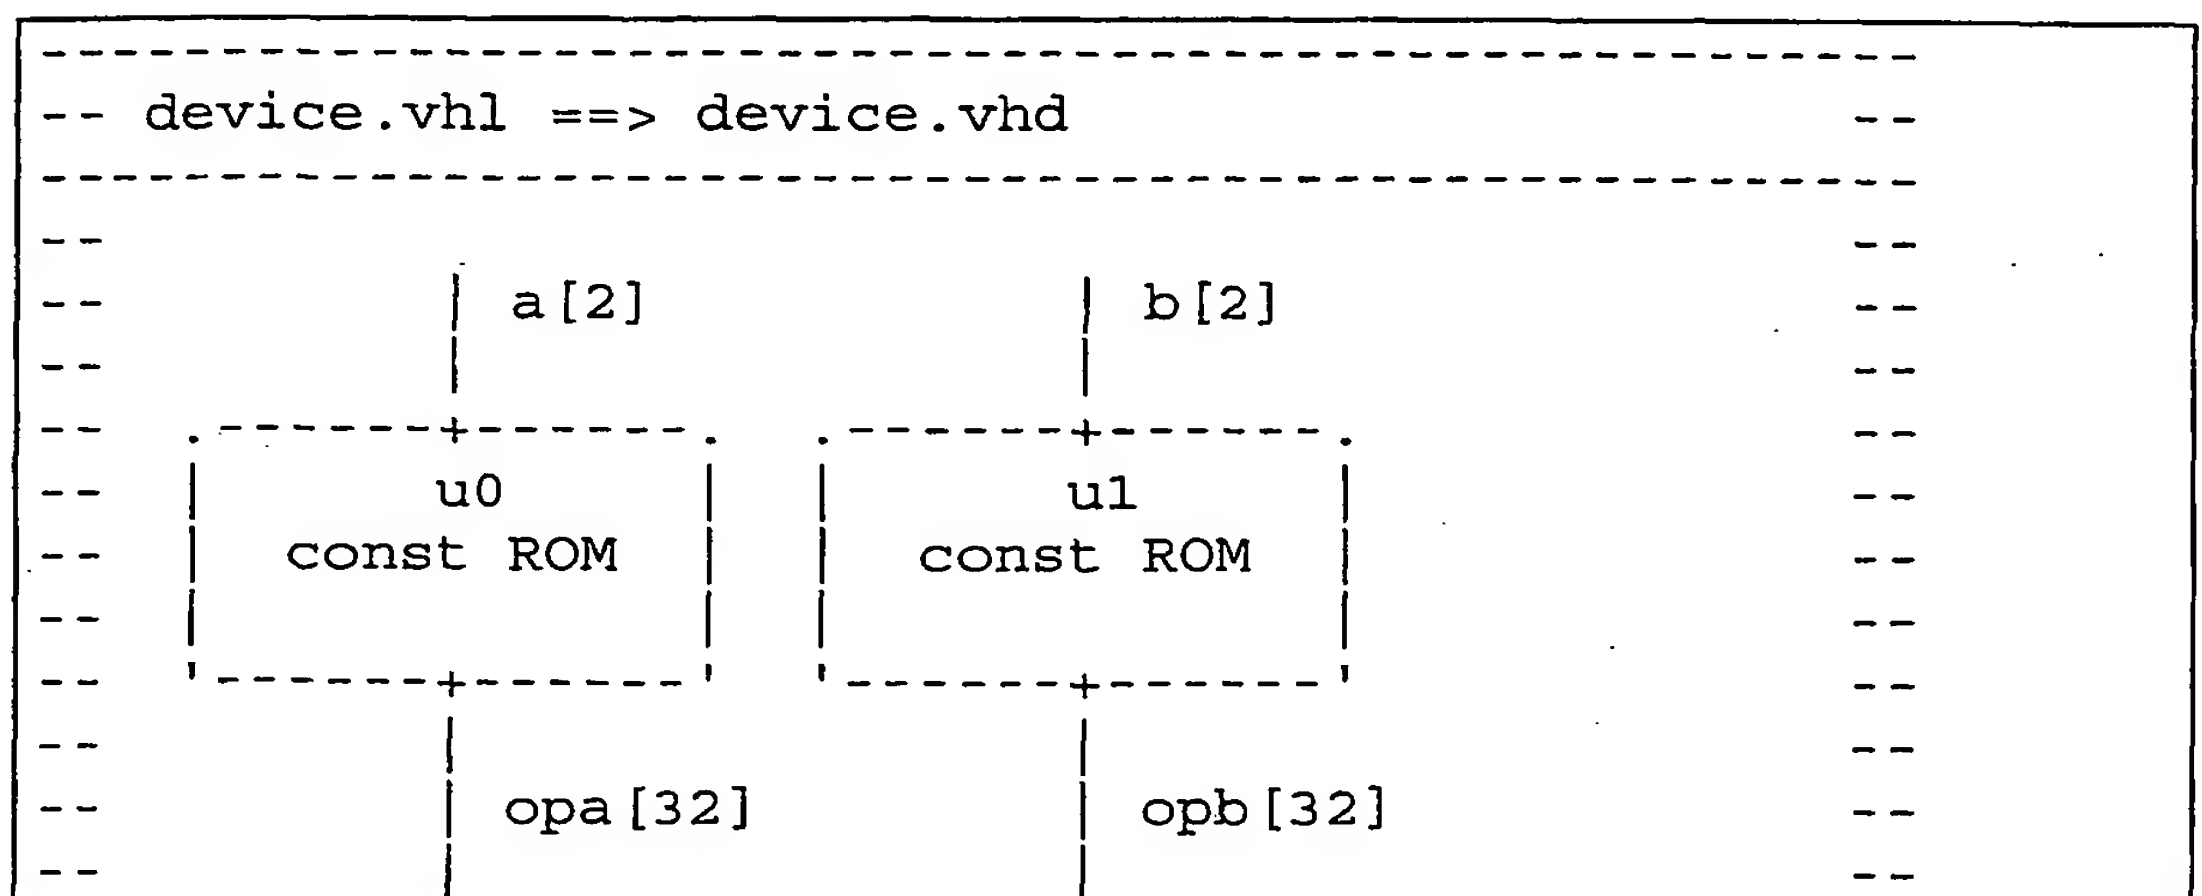 -- device.vhl ==> device.vhd --
a[2] b[2]
u0 u1
const ROM const ROM
opa[32] opb[32]